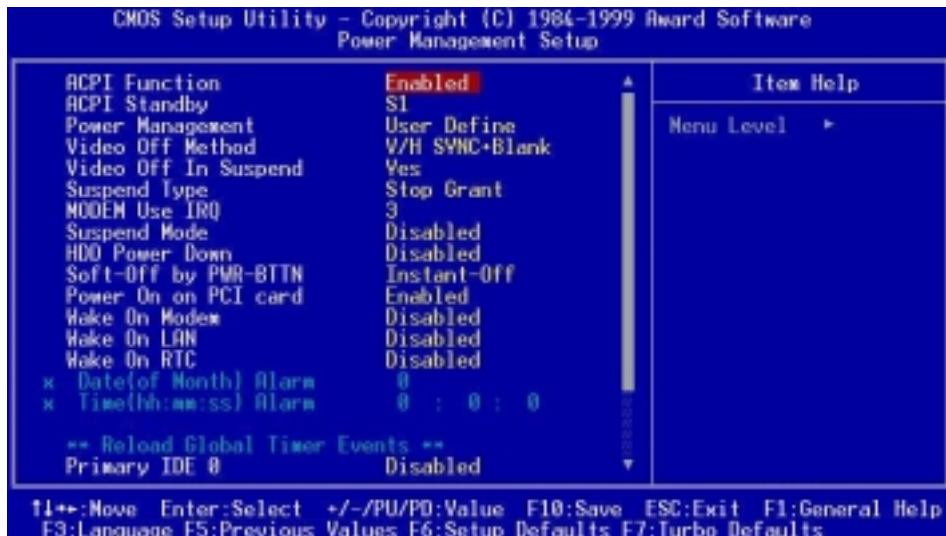 CMOS Setup Utility - Copyright (C) 1984-1999 Award Software
Power Management Setup
ACPI Function Enabled
ACPI Standby S1
Power Management User Define
Video Off Method V/H SYNC+Blank
Video Off In Suspend Yes
Suspend Type Stop Grant
MODEM Use IRQ 3
Suspend Mode Disabled
HDD Power Down Disabled
Soft-Off by PWR-BTTN Instant-Off
Power On on PCI card Enabled
Wake On Modem Disabled
Wake On LAN Disabled
Wake On RTC Disabled
x Date(of Month) Alarm 0
x Time(hh:mm:ss) Alarm 0 : 0 : 0
** Reload Global Timer Events **
Primary IDE 0 Disabled
Item Help
Menu Level ►
↑↓→←:Move Enter:Select +/-/PU/PD:Value F10:Save ESC:Exit F1:General Help
F3:Language F5:Previous Values F6:Setup Defaults F7:Turbo Defaults